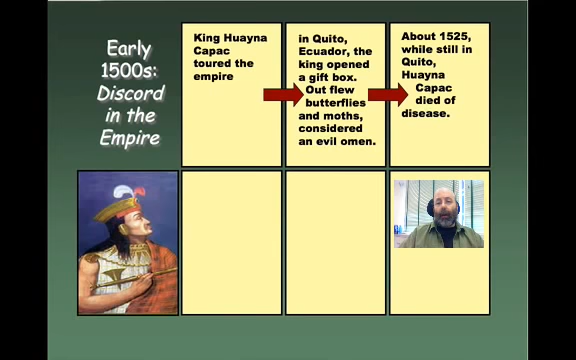 Early
1500s:
Discord
in the
Empire
King Huayna
Capac
toured the
empire
in Quito,
Ecuador, the
king opened
a gift box.
Out flew
butterflies
and moths,
considered
an evil omen.
About 1525,
while still in
Quito,
Huayna
Capac
died of
disease.